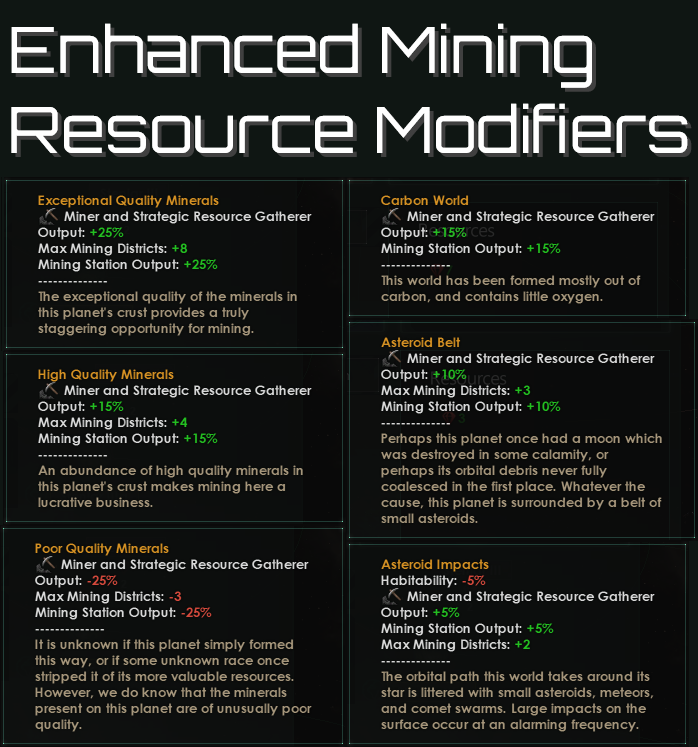 Enhanced Mining
Resource Modifiers
Exceptional Quality Minerals
Miner and Strategic Resource Gatherer
Output: +25%
Max Mining Districts: +8
Mining Station Output: +25%
--------------
The exceptional quality of the minerals in
this planet's crust provides a truly
staggering opportunity for mining.
High Quality Minerals
Miner and Strategic Resource Gatherer
Output: +15%
Max Mining Districts: +4
Mining Station Output: +15%
--------------
An abundance of high quality minerals in
this planet's crust makes mining here a
lucrative business.
Poor Quality Minerals
Miner and Strategic Resource Gatherer
Output: -25%
Max Mining Districts: -3
Mining Station Output: -25%
--------------
It is unknown if this planet simply formed
this way, or if some unknown race once
stripped it of its more valuable resources.
However, we do know that the minerals
present on this planet are of unusually poor
quality.
Carbon World
Miner and Strategic Resource Gatherer
Output: +15%
Mining Station Output: +15%
--------------
This world has been formed mostly out of
carbon, and contains little oxygen.
Asteroid Belt
Miner and Strategic Resource Gatherer
Output: +10%
Resources
Max Mining Districts: +3
Mining Station Output: +10%
--------------
Perhaps this planet once had a moon which
was destroyed in some calamity, or
perhaps its orbital debris never fully
coalesced in the first place. Whatever the
cause, this planet is surrounded by a belt of
small asteroids.
Asteroid Impacts
Habitability: -5%
Miner and Strategic Resource Gatherer
Output: +5%
Mining Station Output: +5%
Max Mining Districts: +2
--------------
The orbital path this world takes around its
star is littered with small asteroids, meteors,
and comet swarms. Large impacts on the
surface occur at an alarming frequency.